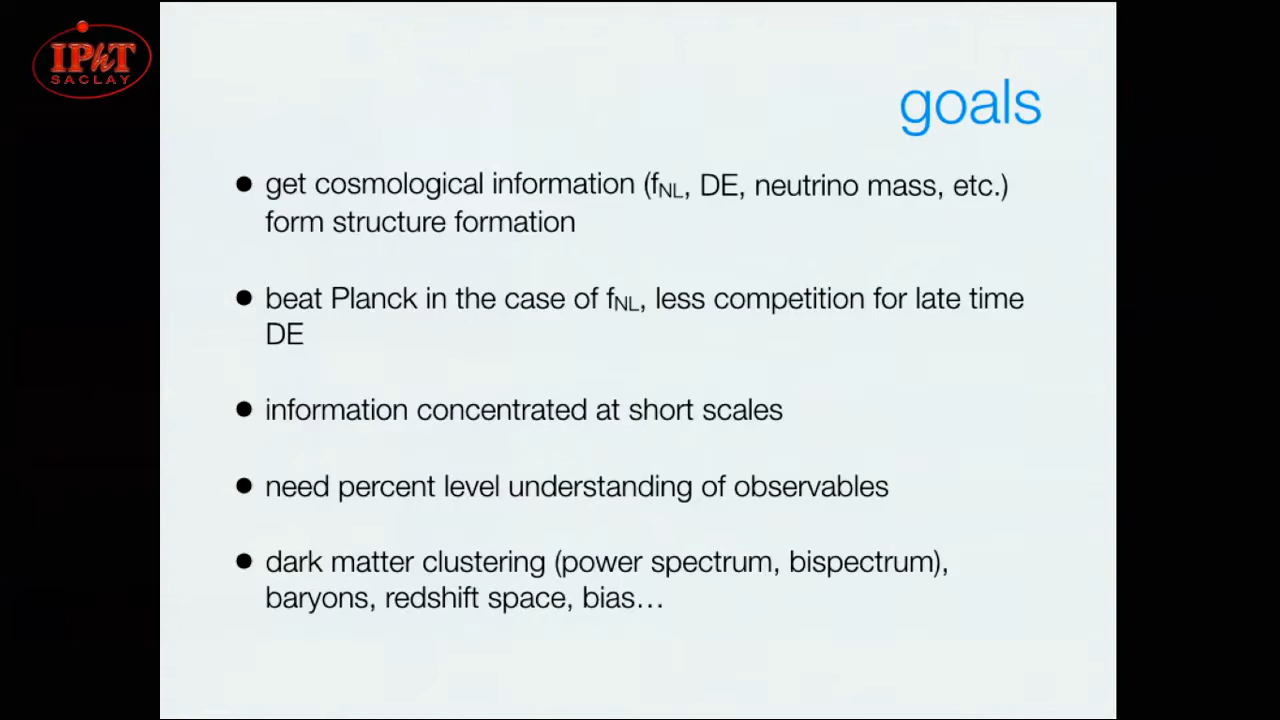 IPhT
SACLAY
goals
● get cosmological information (fNL, DE, neutrino mass, etc.)
form structure formation
● beat Planck in the case of fNL, less competition for late time
DE
● information concentrated at short scales
● need percent level understanding of observables
● dark matter clustering (power spectrum, bispectrum),
baryons, redshift space, bias…